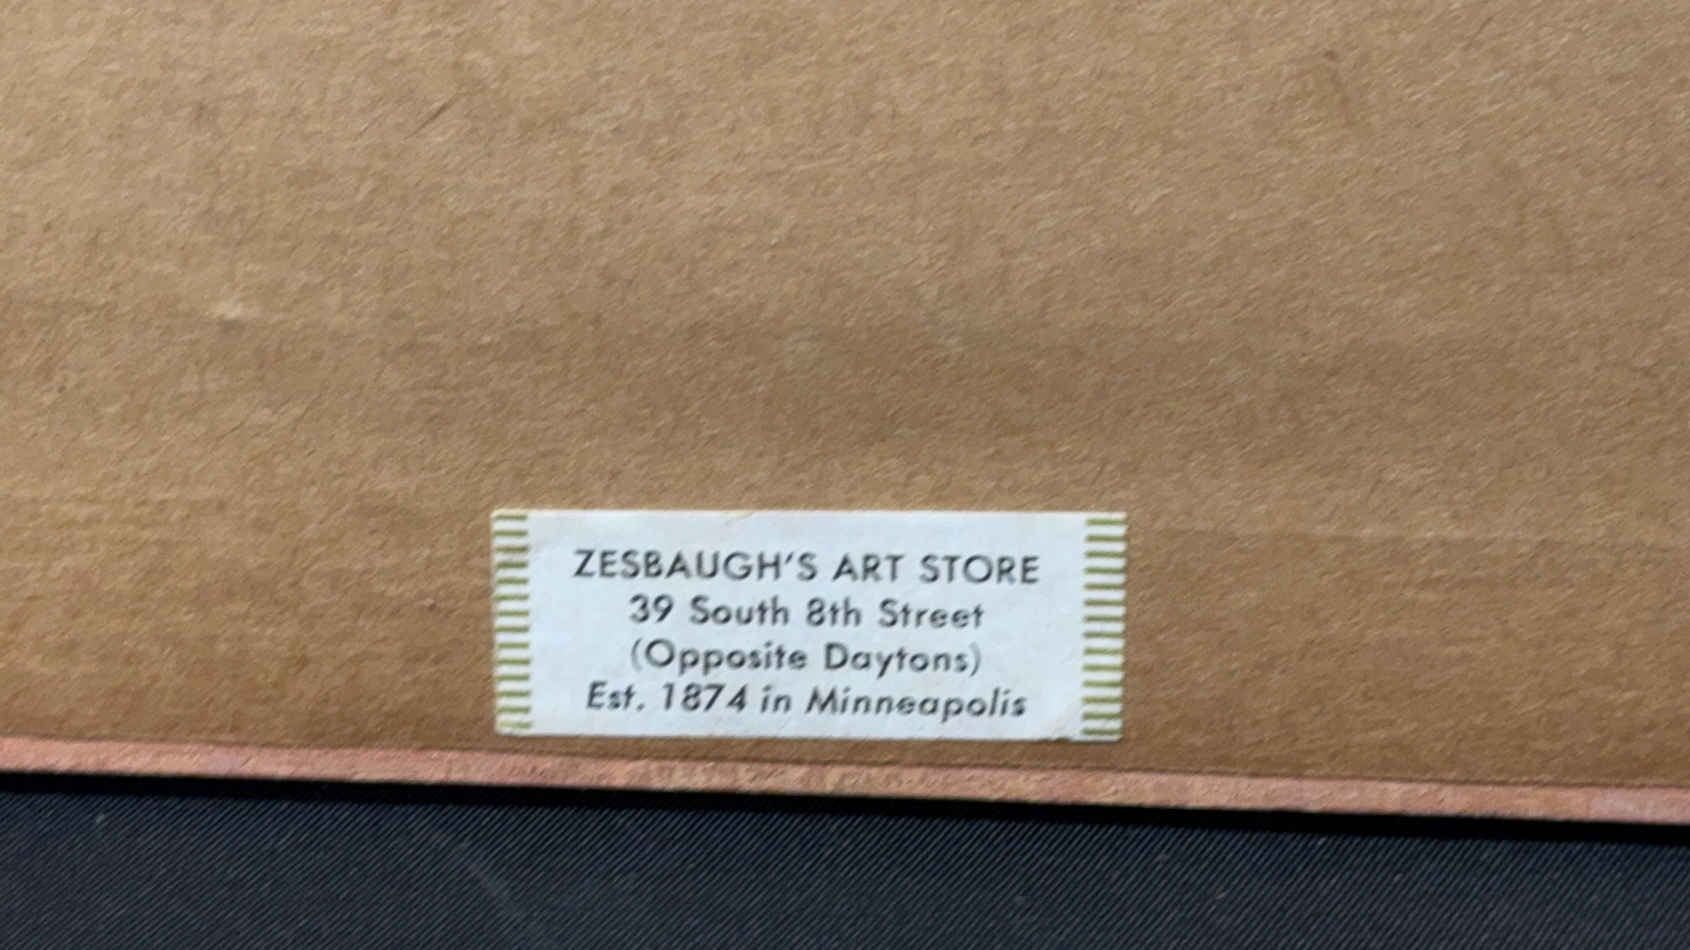 ZESBAUGH'S ART STORE
39 South 8th Street
(Opposite Daytons)
Est. 1874 in Minneapolis